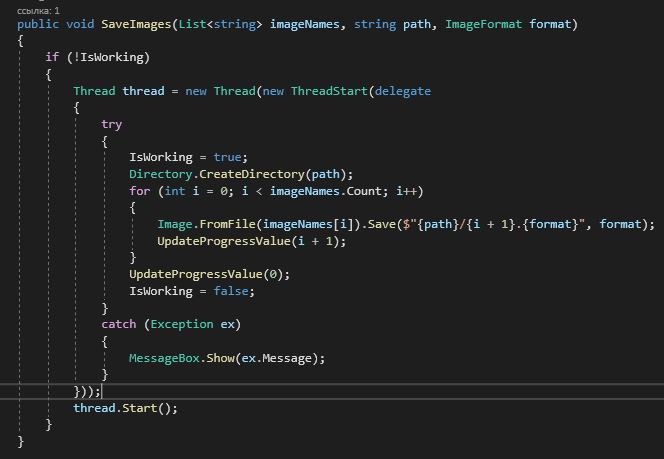 ссылка: 1
public void SaveImages(List<string> imageNames, string path, ImageFormat format)
{
if (!IsWorking)
{
Thread thread = new Thread(new ThreadStart(delegate
{
try
{
IsWorking = true;
Directory.CreateDirectory(path);
for (int i = 0; i < imageNames.Count; i++)
{
Image.FromFile(imageNames[i]).Save($"{path}/{i + 1}.{format}", format);
UpdateProgressValue(i + 1);
}
UpdateProgressValue(0);
IsWorking = false;
}
catch (Exception ex)
{
MessageBox.Show(ex.Message);
}
}));
thread.Start();
}
}